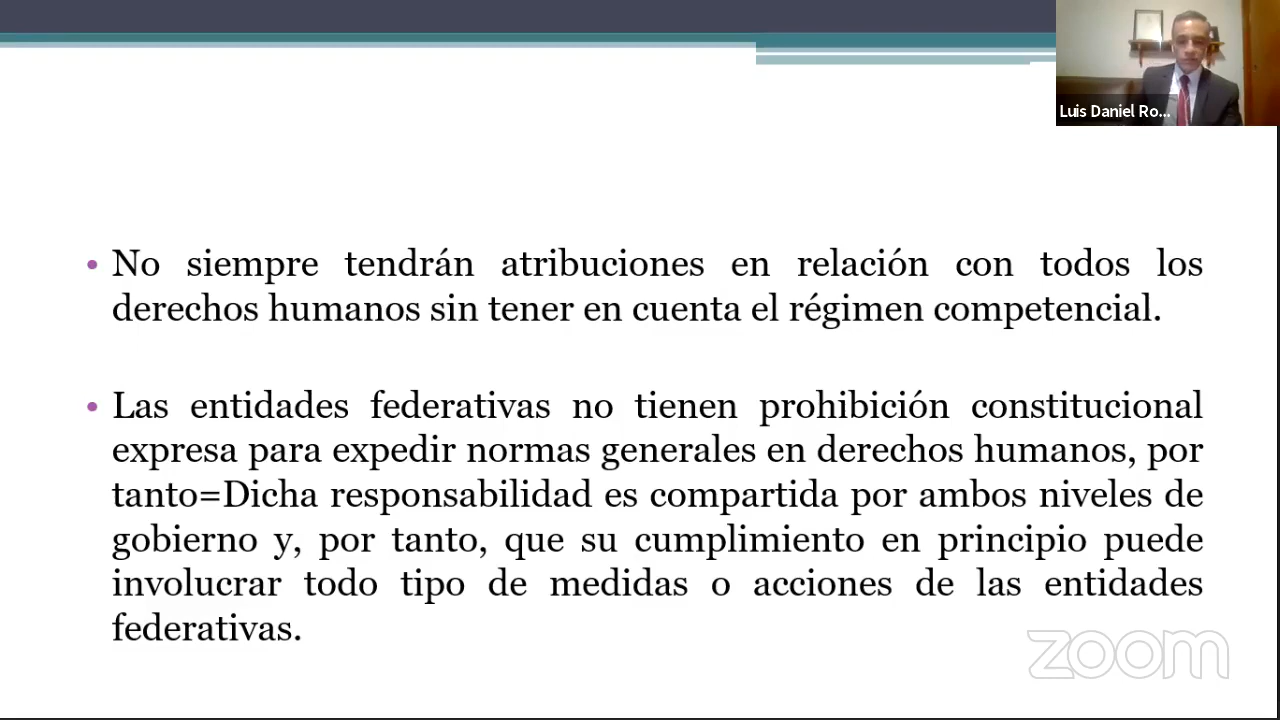 Luis Daniel Ro...
• No siempre tendrán atribuciones en relación con todos los
derechos humanos sin tener en cuenta el régimen competencial.
• Las entidades federativas no tienen prohibición constitucional
expresa para expedir normas generales en derechos humanos, por
tanto=Dicha responsabilidad es compartida por ambos niveles de
gobierno y, por tanto, que su cumplimiento en principio puede
involucrar todo tipo de medidas o acciones de las entidades
federativas.
zoom